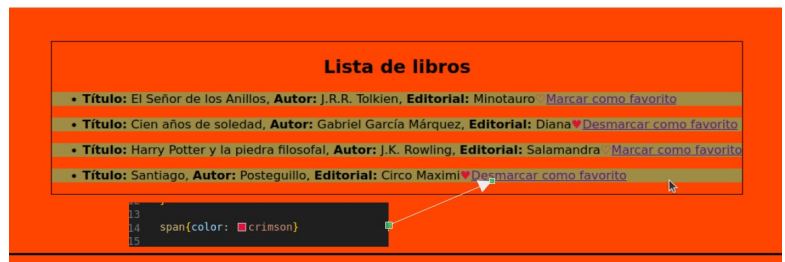 Lista de libros
• Título: El Señor de los Anillos, Autor: J.R.R. Tolkien, Editorial: Minotauro♡Marcar como favorito
• Título: Cien años de soledad, Autor: Gabriel García Márquez, Editorial: Diana♥Desmarcar como favorito
• Título: Harry Potter y la piedra filosofal, Autor: J.K. Rowling, Editorial: Salamandra♡Marcar como favorito
• Título: Santiago, Autor: Posteguillo, Editorial: Circo Maximi♥Desmarcar como favorito
13
14 span{color: crimson}
15